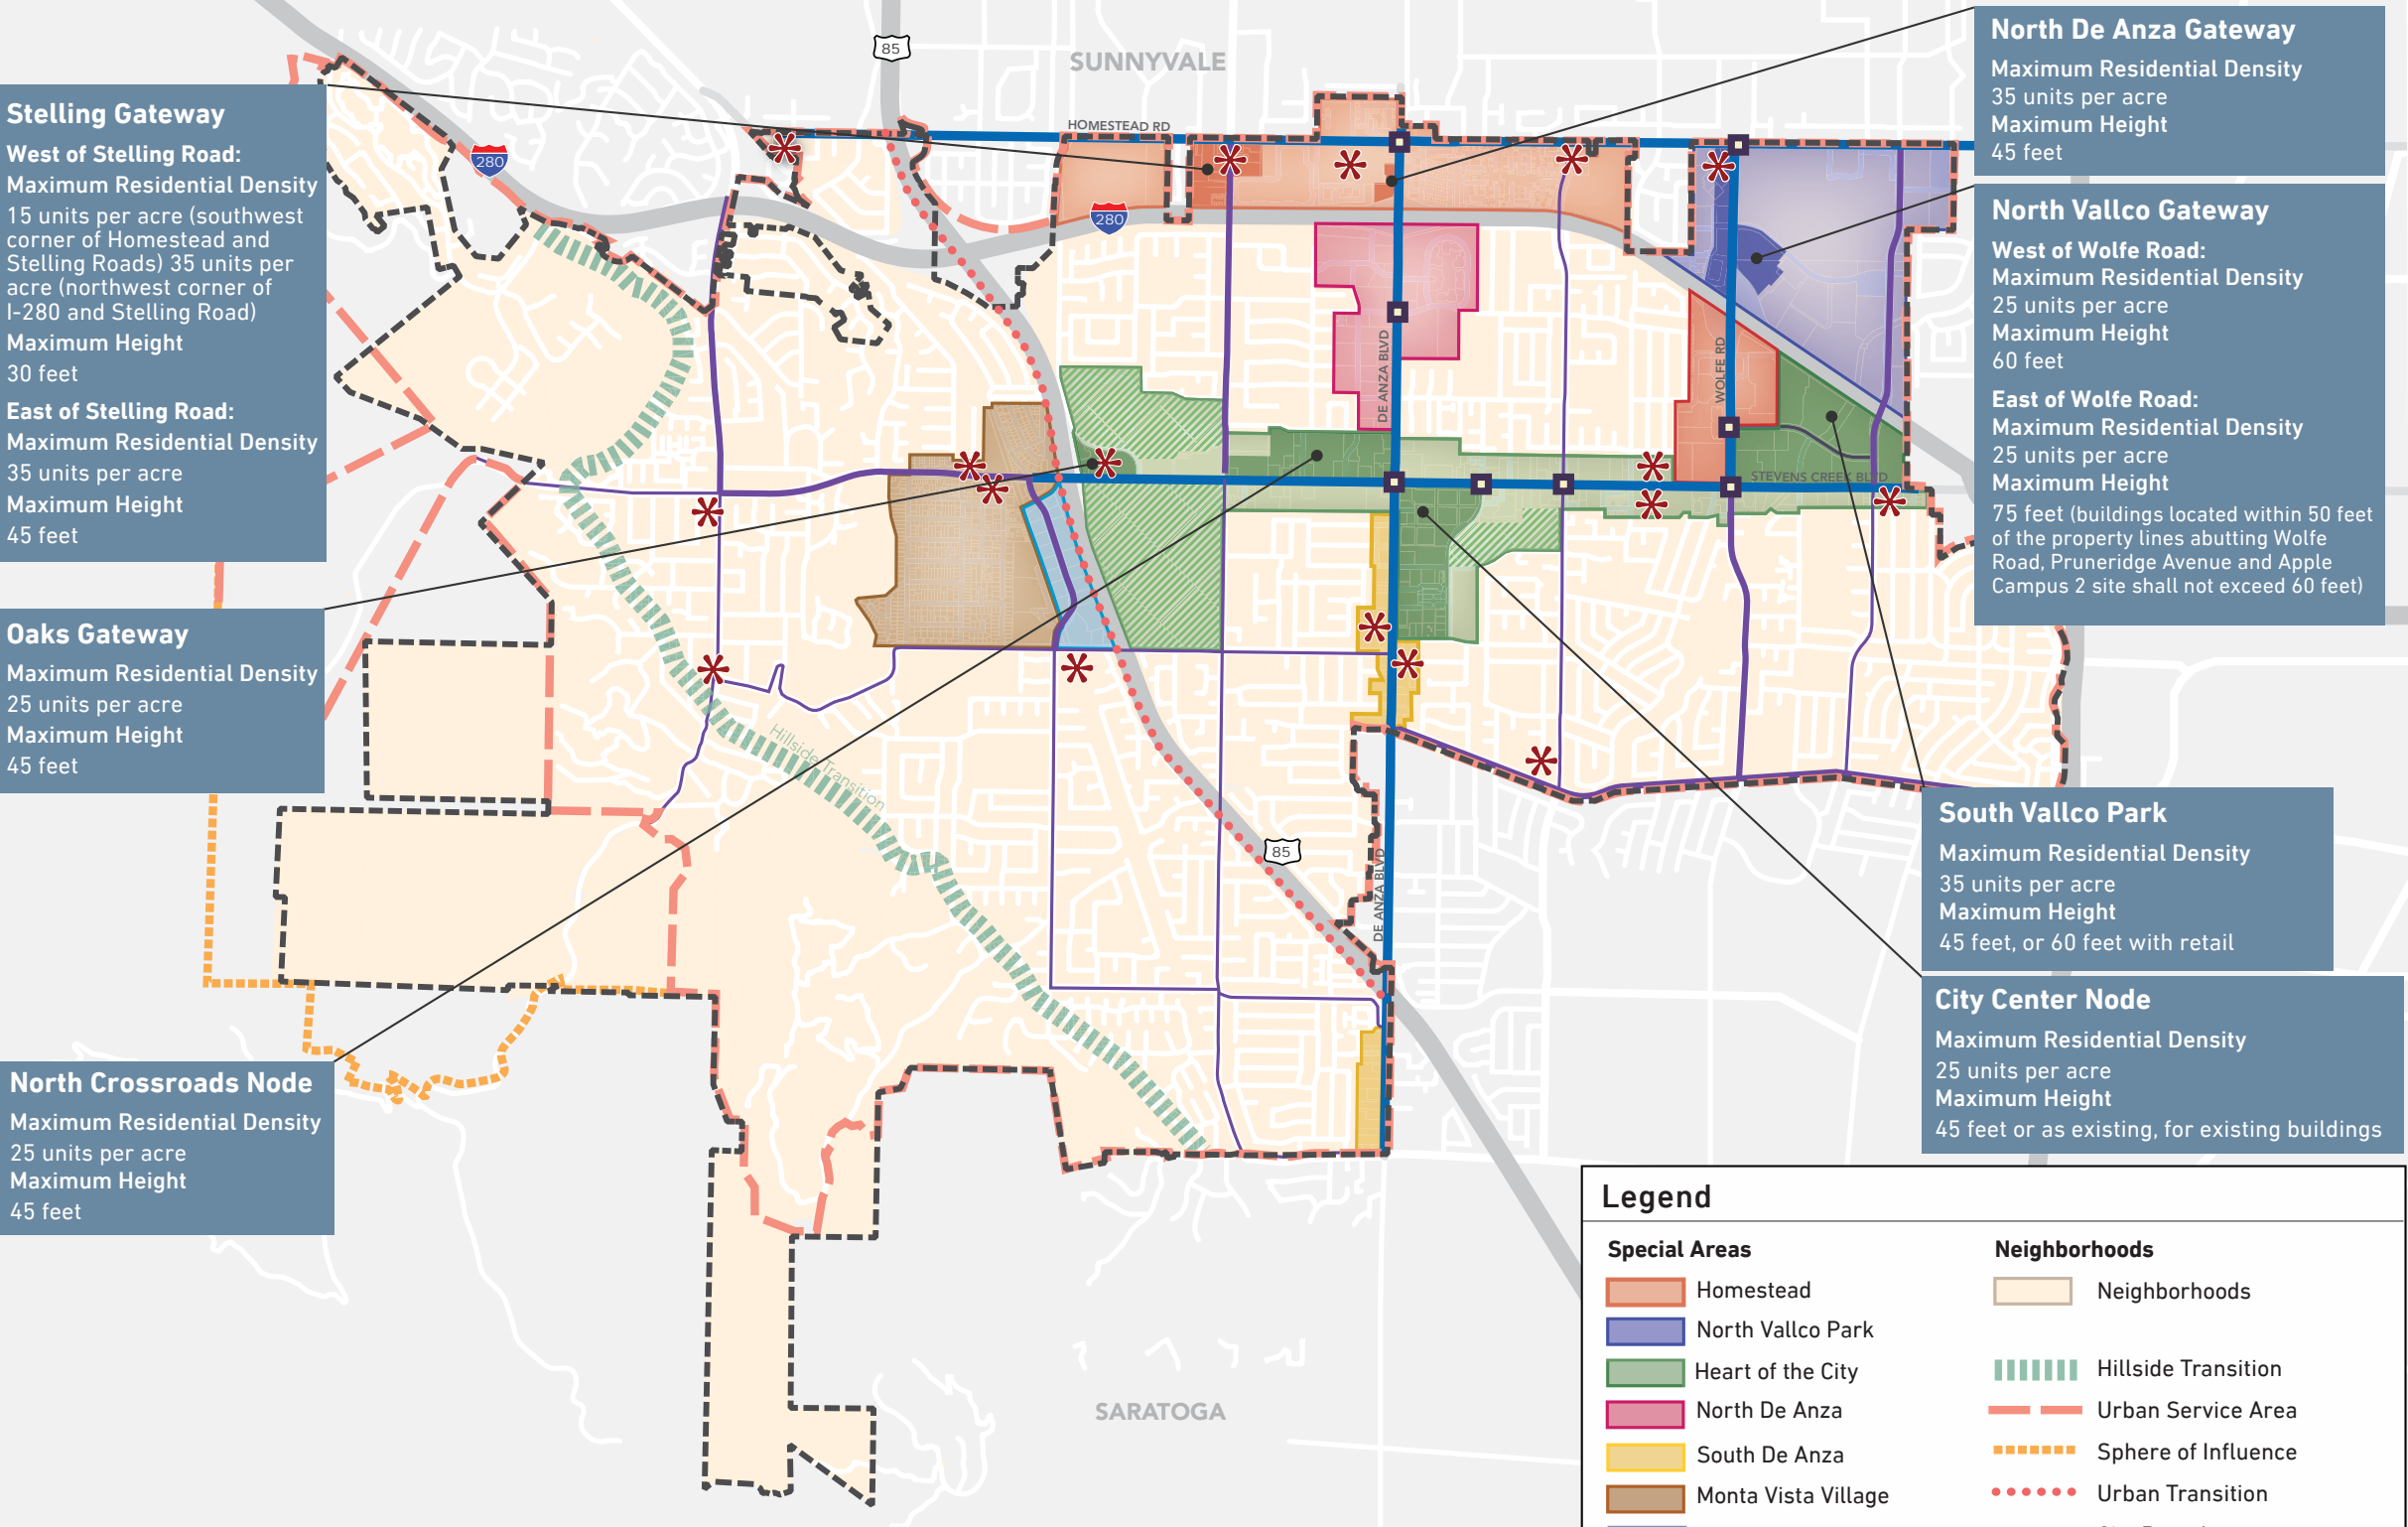 Stelling Gateway
West of Stelling Road:
Maximum Residential Density
15 units per acre (southwest
corner of Homestead and
Stelling Roads) 35 units per
acre (northwest corner of
I-280 and Stelling Road)
Maximum Height
30 feet
East of Stelling Road:
Maximum Residential Density
35 units per acre
Maximum Height
45 feet
Oaks Gateway
Maximum Residential Density
25 units per acre
Maximum Height
45 feet
North Crossroads Node
Maximum Residential Density
25 units per acre
Maximum Height
45 feet
85
SUNNYVALE
HOMESTEAD RD
280
280
DE ANZA BLVD
WOLFE RD
STEVENS CREEK BLVD
Hillside Transition
85
DE ANZA BLVD
SARATOGA
North De Anza Gateway
Maximum Residential Density
35 units per acre
Maximum Height
45 feet
North Vallco Gateway
West of Wolfe Road:
Maximum Residential Density
25 units per acre
Maximum Height
60 feet
East of Wolfe Road:
Maximum Residential Density
25 units per acre
Maximum Height
75 feet (buildings located within 50 feet
of the property lines abutting Wolfe
Road, Pruneridge Avenue and Apple
Campus 2 site shall not exceed 60 feet)
South Vallco Park
Maximum Residential Density
35 units per acre
Maximum Height
45 feet, or 60 feet with retail
City Center Node
Maximum Residential Density
25 units per acre
Maximum Height
45 feet or as existing, for existing buildings
Legend
Special Areas
Homestead
North Vallco Park
Heart of the City
North De Anza
South De Anza
Monta Vista Village
Neighborhoods
Neighborhoods
Hillside Transition
Urban Service Area
Sphere of Influence
Urban Transition